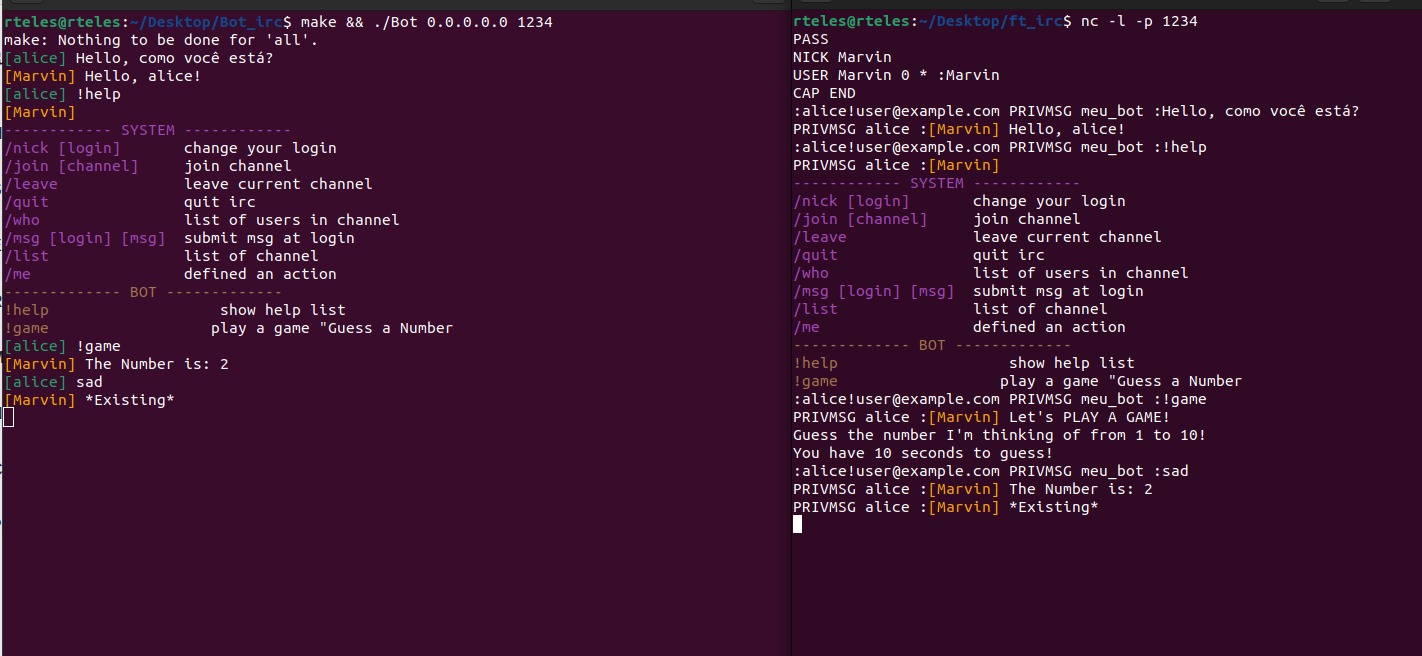 rteles@rteles:~/Desktop/Bot_irc$ make && ./Bot 0.0.0.0.0 1234
make: Nothing to be done for 'all'.
[alice] Hello, como você está?
[Marvin] Hello, alice!
[alice] !help
[Marvin]
------------ SYSTEM ------------
/nick [login]       change your login
/join [channel]     join channel
/leave              leave current channel
/quit               quit irc
/who                list of users in channel
/msg [login] [msg]  submit msg at login
/list               list of channel
/me                 defined an action
------------- BOT -------------
!help                   show help list
!game                  play a game "Guess a Number
[alice] !game
[Marvin] The Number is: 2
[alice] sad
[Marvin] *Existing*
rteles@rteles:~/Desktop/ft_irc$ nc -l -p 1234
PASS
NICK Marvin
USER Marvin 0 * :Marvin
CAP END
:alice!user@example.com PRIVMSG meu_bot :Hello, como você está?
PRIVMSG alice :[Marvin] Hello, alice!
:alice!user@example.com PRIVMSG meu_bot :!help
PRIVMSG alice :[Marvin]
------------ SYSTEM ------------
/nick [login]       change your login
/join [channel]     join channel
/leave              leave current channel
/quit               quit irc
/who                list of users in channel
/msg [login] [msg]  submit msg at login
/list               list of channel
/me                 defined an action
------------- BOT -------------
!help                   show help list
!game                  play a game "Guess a Number
:alice!user@example.com PRIVMSG meu_bot :!game
PRIVMSG alice :[Marvin] Let's PLAY A GAME!
Guess the number I'm thinking of from 1 to 10!
You have 10 seconds to guess!
:alice!user@example.com PRIVMSG meu_bot :sad
PRIVMSG alice :[Marvin] The Number is: 2
PRIVMSG alice :[Marvin] *Existing*